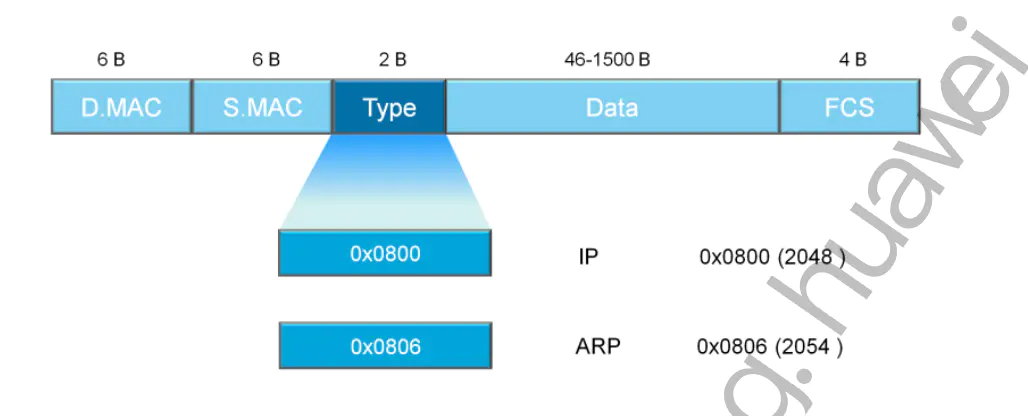 6 B 6 B 2 B 46-1500 B 4 B
D.MAC S.MAC Type Data FCS
0x0800 IP 0x0800 (2048 )
0x0806 ARP 0x0806 (2054 )
g.huawei